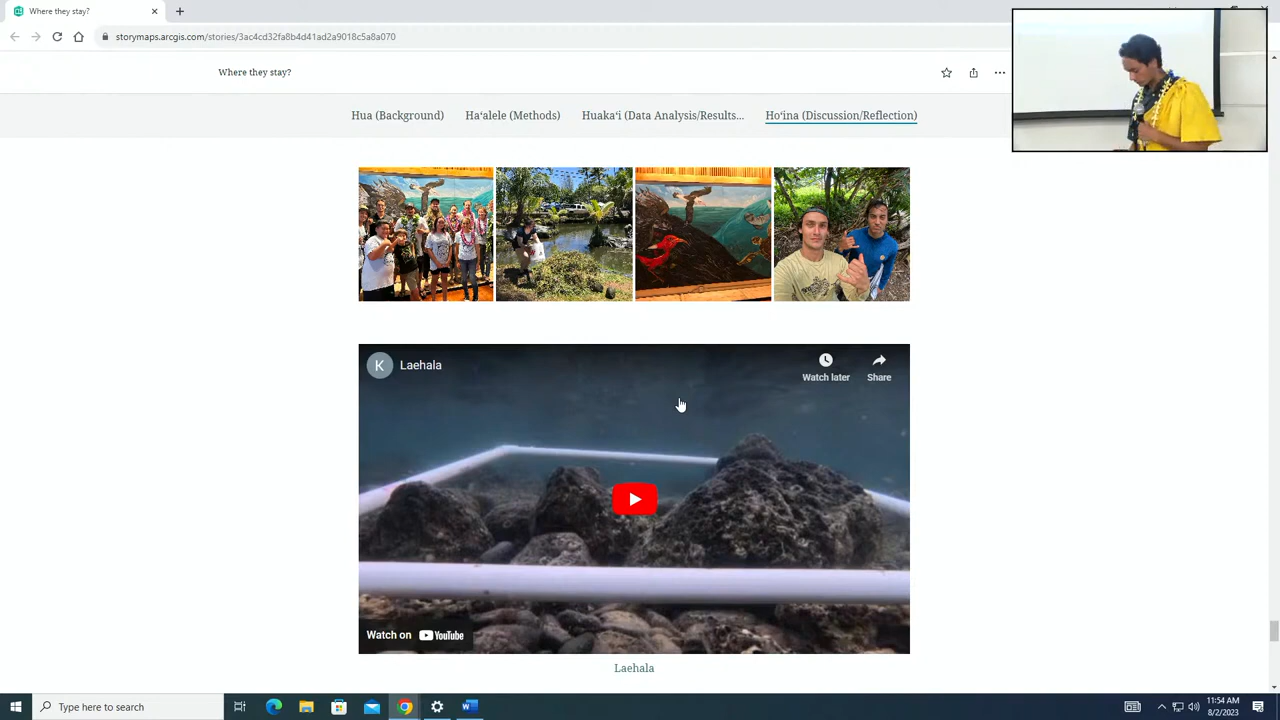 Where they stay?
storymaps.arcgis.com/stories/3ac4cd32fa8b4d41ad2a9018c5a8a070
Where they stay?
Hua (Background) Haʻalele (Methods) Huakaʻi (Data Analysis/Results... Hoʻina (Discussion/Reflection)
K Laehala
Watch later Share
Watch on YouTube
Laehala
Type here to search
11:54 AM
8/2/2023